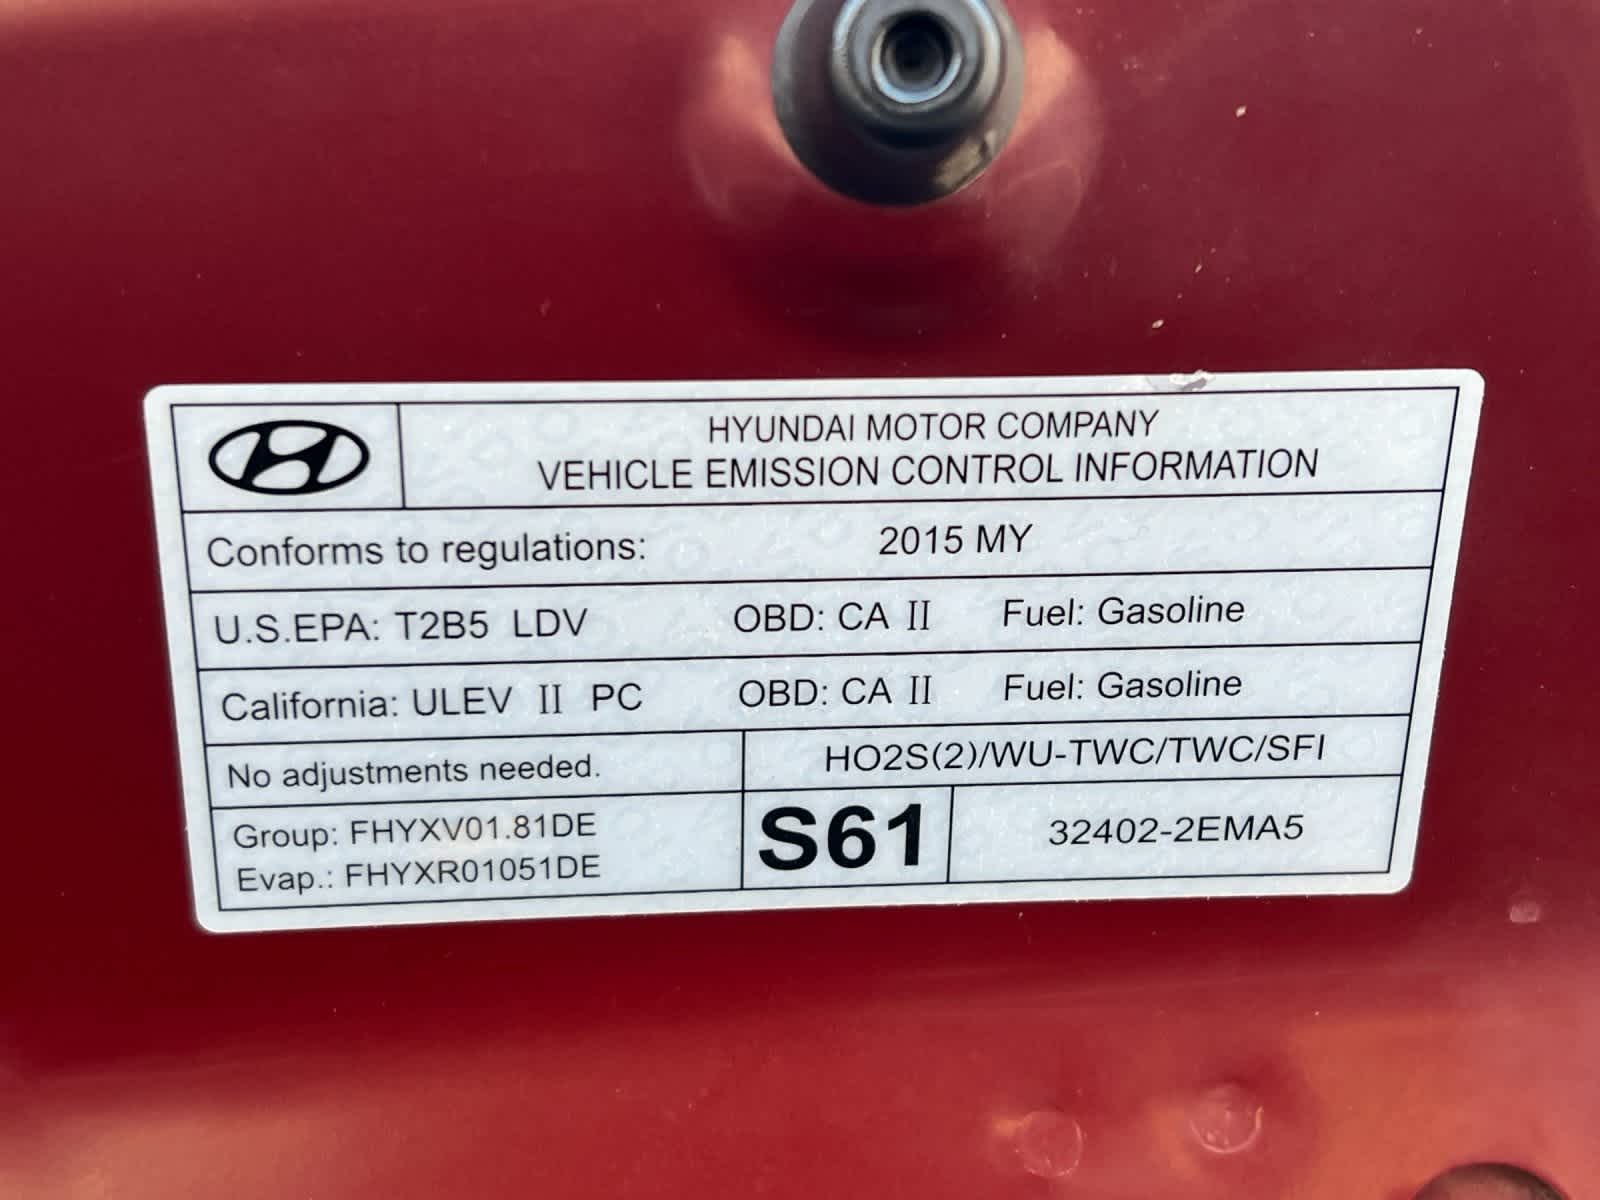 HYUNDAI MOTOR COMPANY
VEHICLE EMISSION CONTROL INFORMATION
Conforms to regulations: 2015 MY
U.S.EPA: T2B5 LDV OBD: CA II Fuel: Gasoline
California: ULEV II PC OBD: CA II Fuel: Gasoline
No adjustments needed. HO2S(2)/WU-TWC/TWC/SFI
Group: FHYXV01.81DE
Evap.: FHYXR01051DE
S61
32402-2EMA5